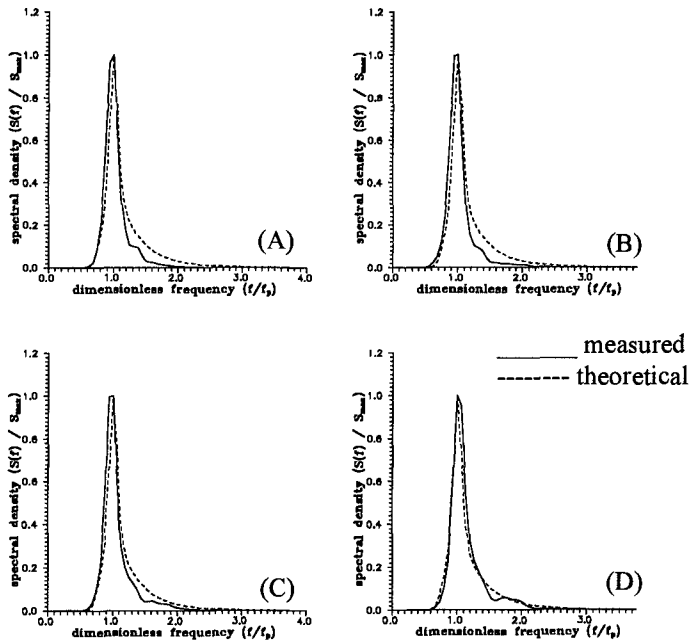 1.2
1.0
0.8
0.6
0.4
0.2
0.0
spectral density (S(f) / S_max)
0.0 1.0 2.0 3.0 4.0
dimensionless frequency (f/f_p)
(A)
1.2
1.0
0.8
0.6
0.4
0.2
0.0
spectral density (S(f) / S_max)
0.0 1.0 2.0 3.0
dimensionless frequency (f/f_p)
(B)
measured
theoretical
1.2
1.0
0.8
0.6
0.4
0.2
0.0
spectral density (S(f) / S_max)
0.0 1.0 2.0 3.0 4.0
dimensionless frequency (f/f_p)
(C)
1.2
1.0
0.8
0.6
0.4
0.2
0.0
spectral density (S(f) / S_max)
0.0 1.0 2.0 3.0
dimensionless frequency (f/f_p)
(D)